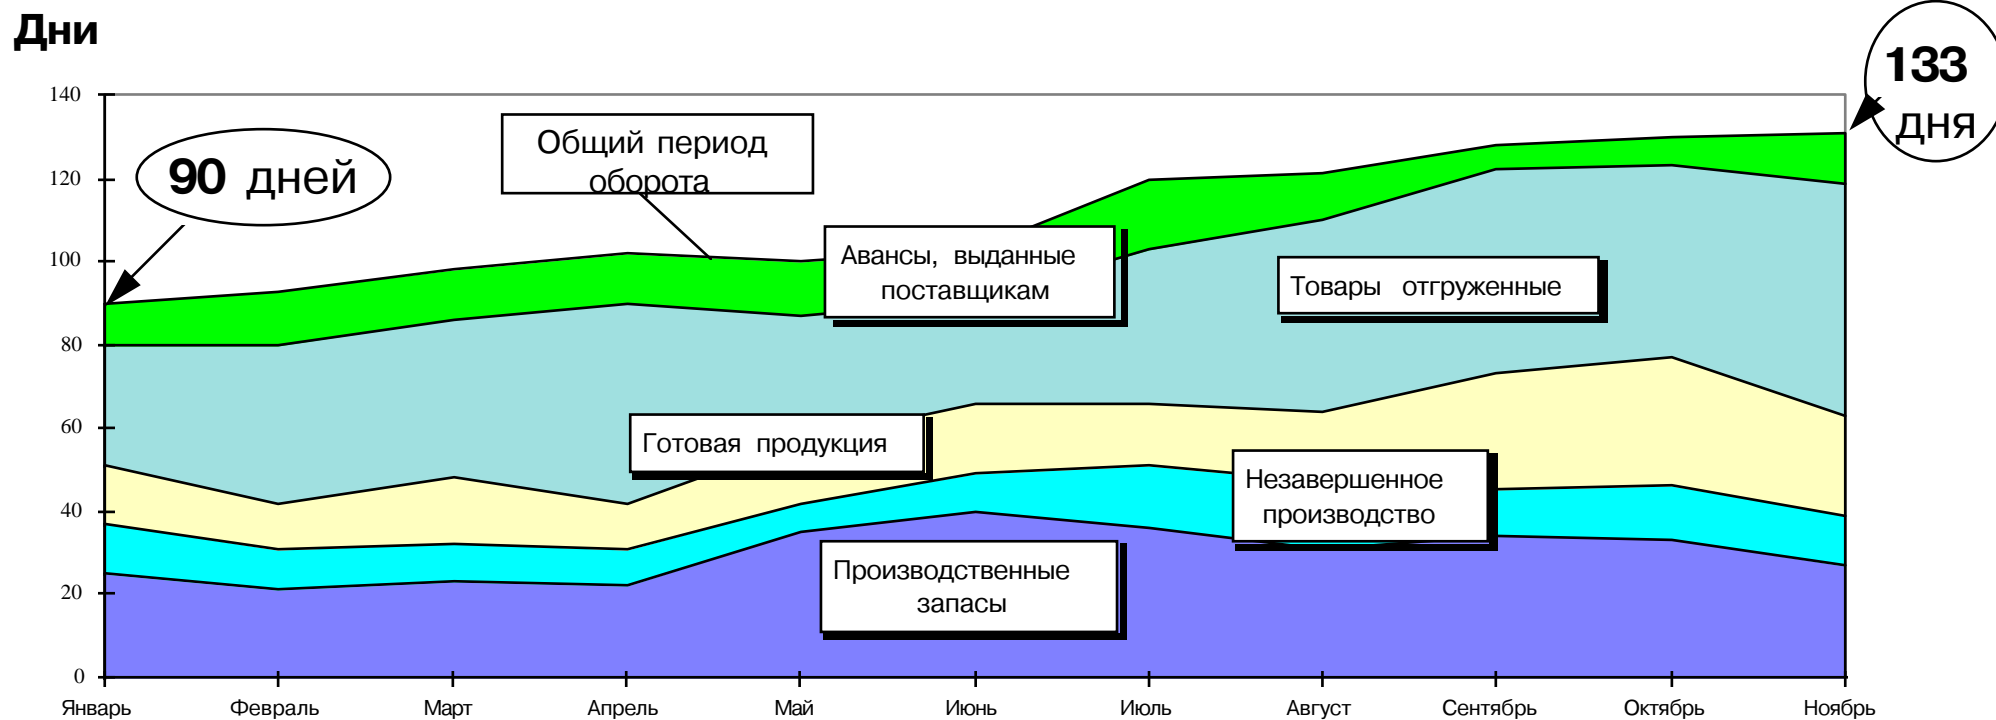 Дни
133
дня
140
120
100
80
60
40
20
0
90 дней
Общий период
оборота
Авансы, выданные
поставщикам
Товары отгруженные
Готовая продукция
Незавершенное
производство
Производственные
запасы
Январь Февраль Март Апрель Май Июнь Июль Август Сентябрь Октябрь Ноябрь